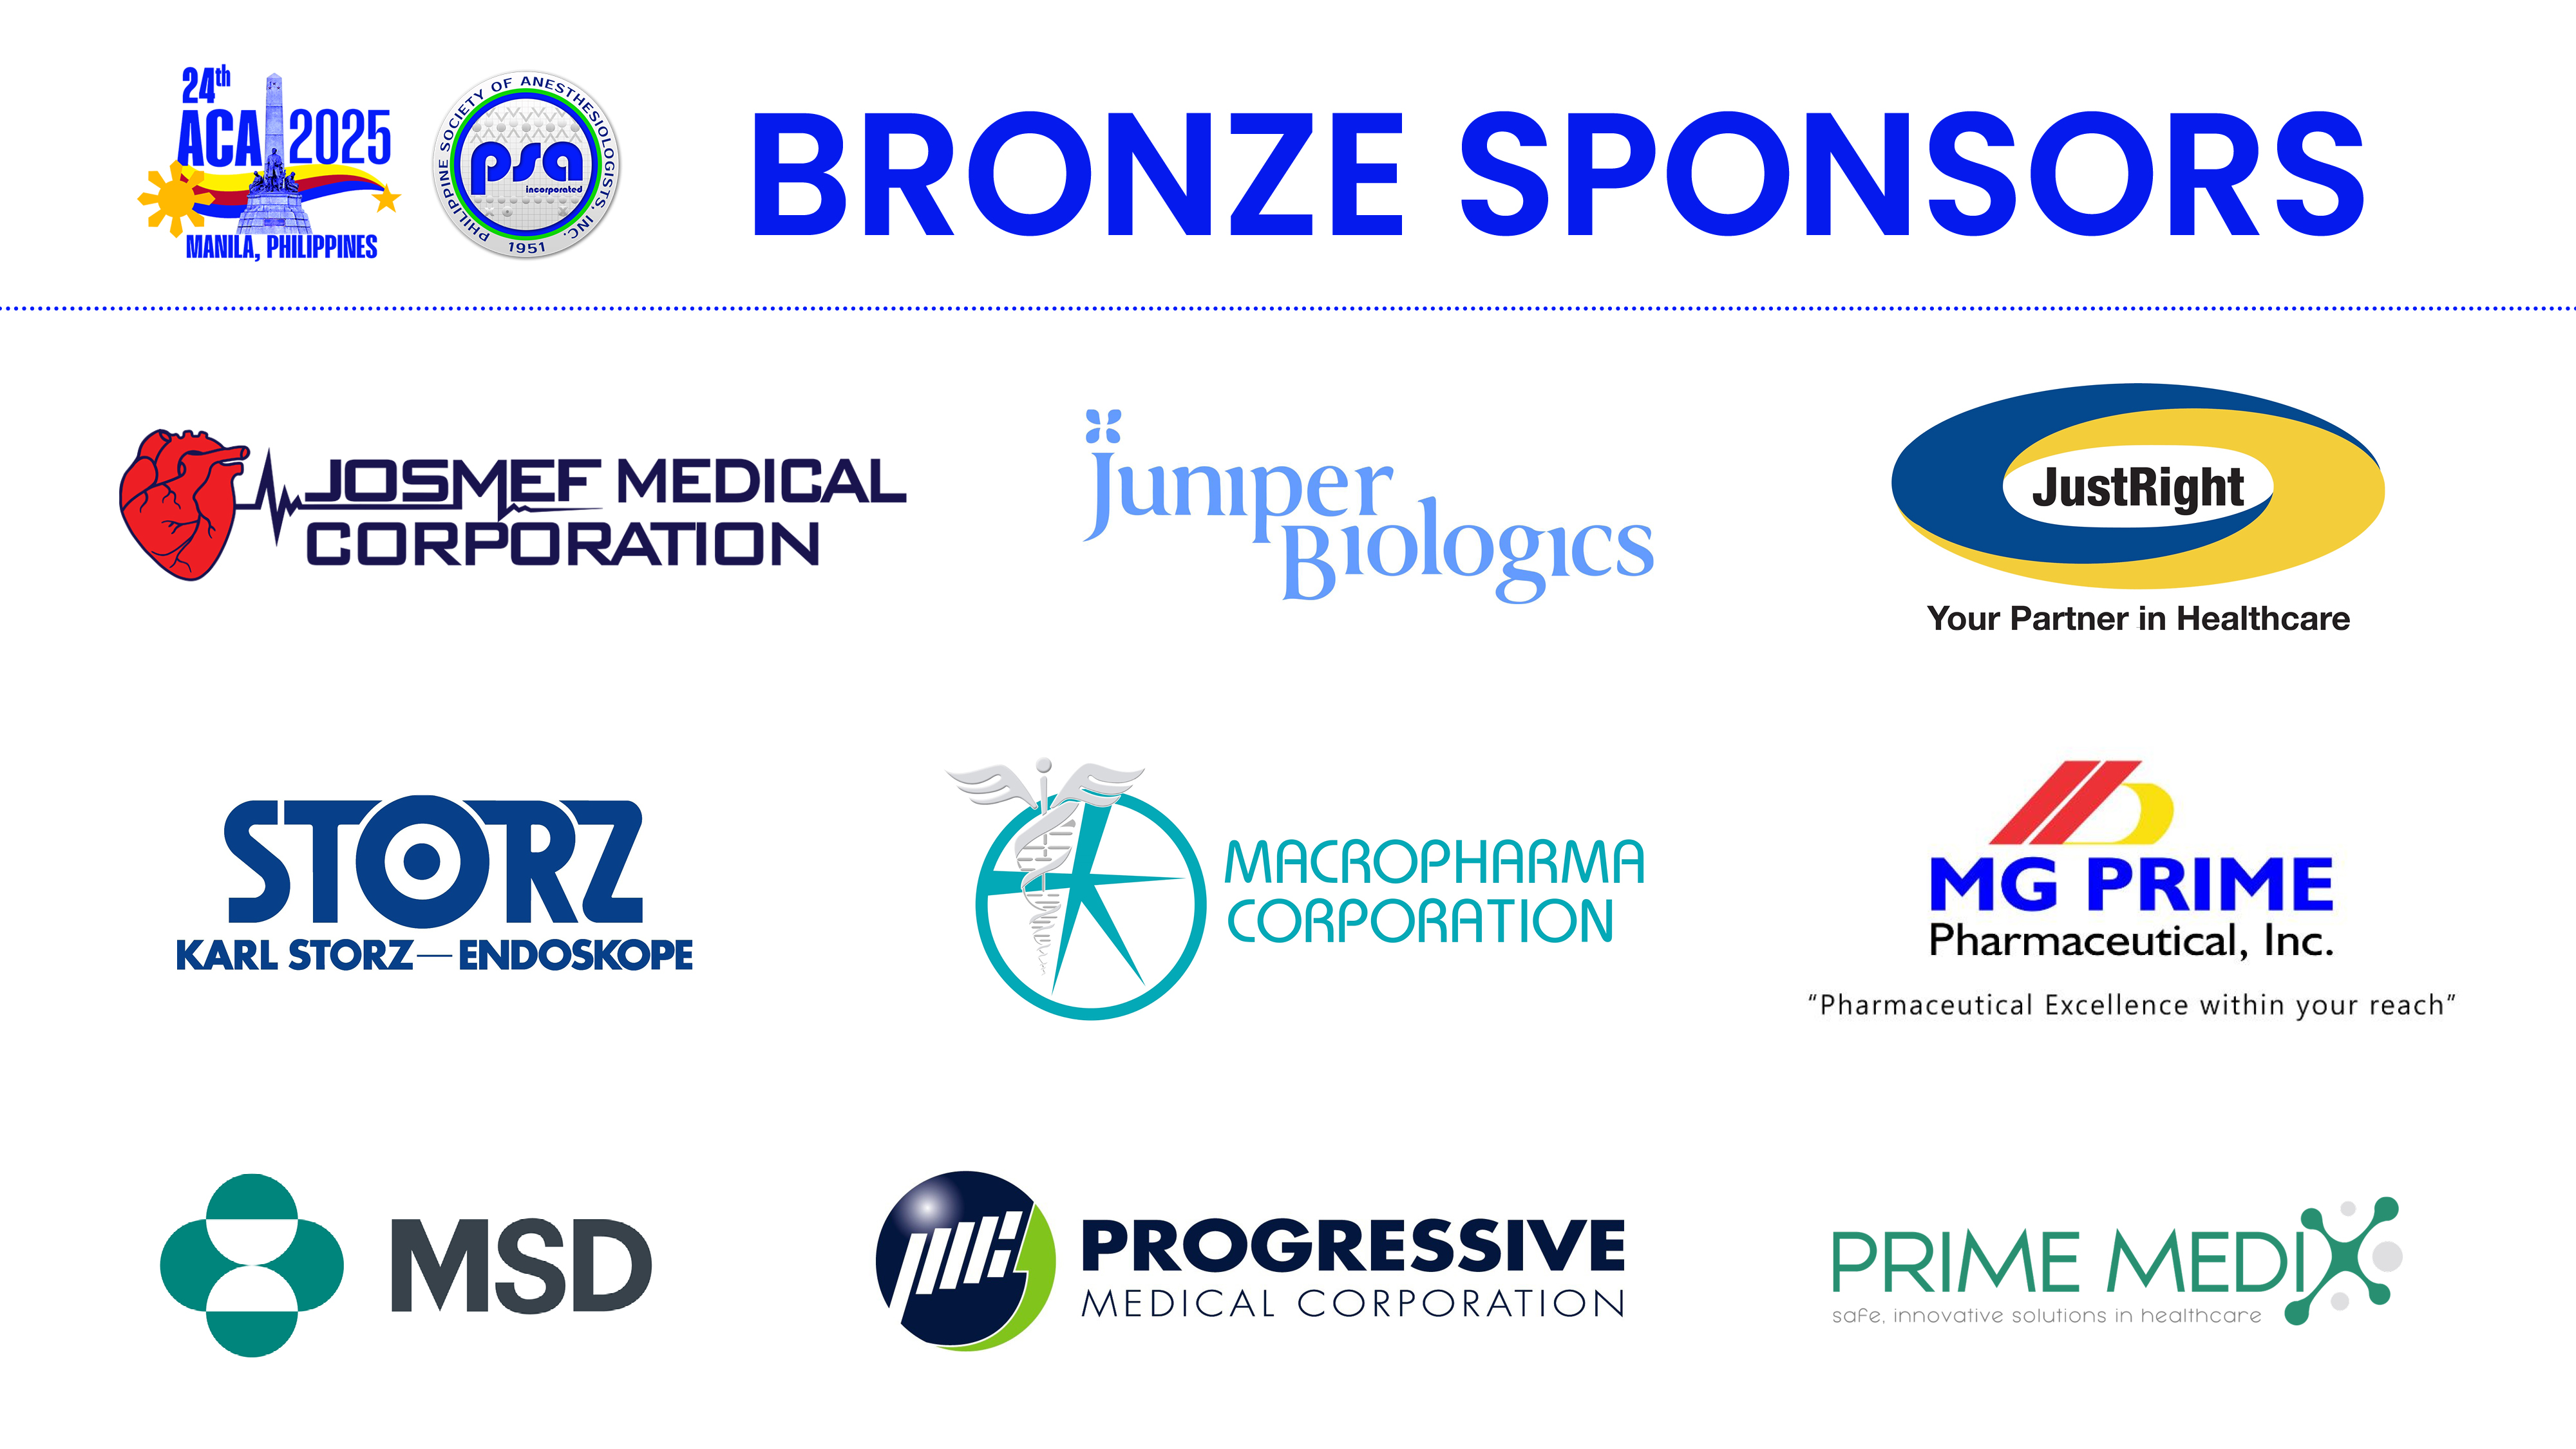 24th
ACA 2025
MANILA, PHILIPPINES
PHILIPPINE SOCIETY OF ANESTHESIOLOGISTS, INC.
psa
incorporated
1951
BRONZE SPONSORS
JOSMEF MEDICAL
CORPORATION
Juniper
Biologics
JustRight
Your Partner in Healthcare
STORZ
KARL STORZ—ENDOSKOPE
MACROPHARMA
CORPORATION
MG PRIME
Pharmaceutical, Inc.
“Pharmaceutical Excellence within your reach”
MSD
PMC
PROGRESSIVE
MEDICAL CORPORATION
PRIME MEDIX
safe, innovative solutions in healthcare